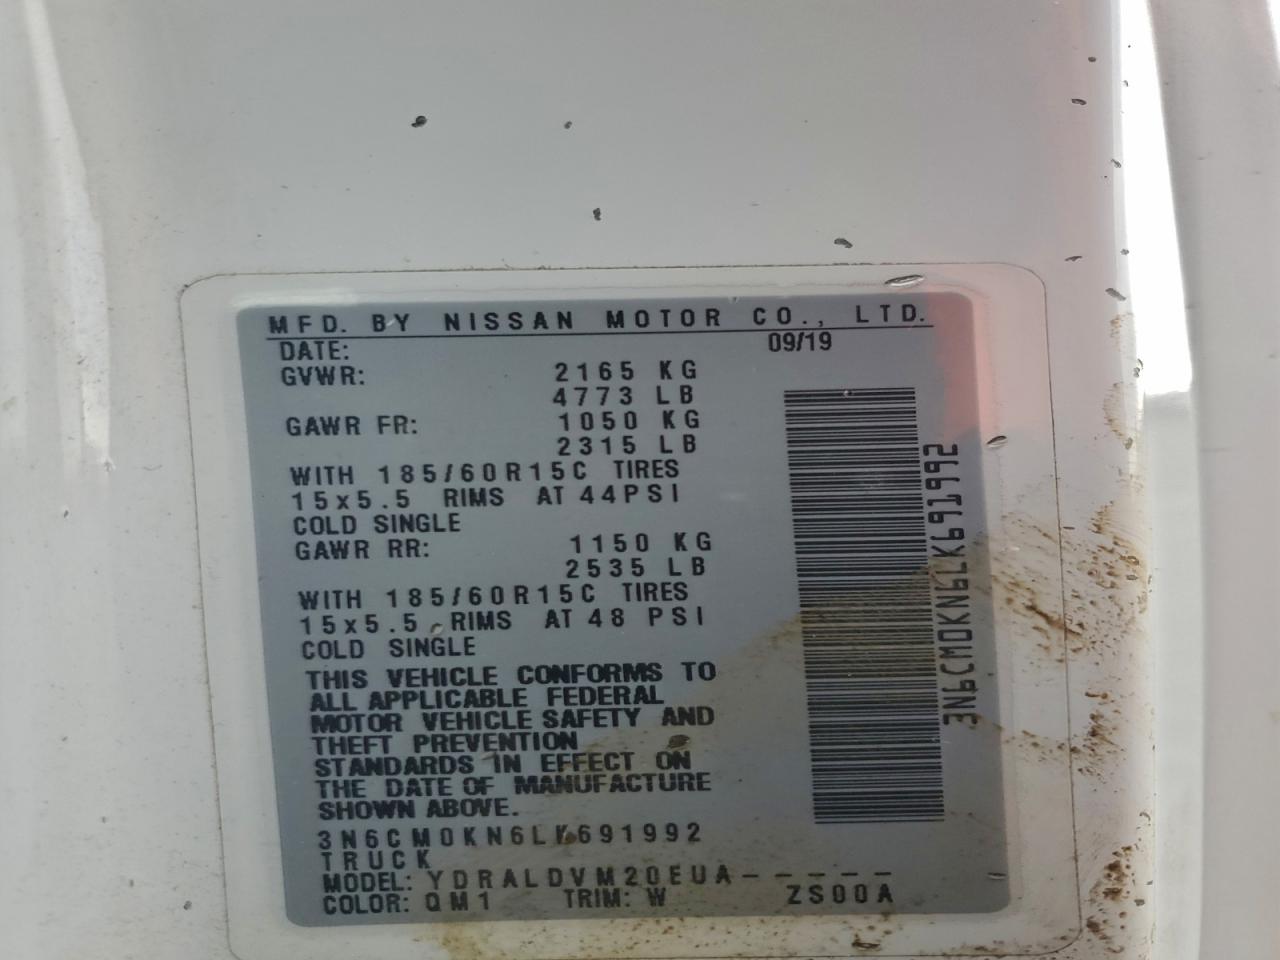 MFD. BY NISSAN MOTOR CO., LTD.
DATE: 09/19
GVWR: 2165 KG
4773 LB
GAWR FR: 1050 KG
2315 LB
WITH 185/60R15C TIRES
15x5.5 RIMS AT 44PSI
COLD SINGLE
GAWR RR: 1150 KG
2535 LB
WITH 185/60R15C TIRES
15x5.5 RIMS AT 48 PSI
COLD SINGLE
THIS VEHICLE CONFORMS TO
ALL APPLICABLE FEDERAL
MOTOR VEHICLE SAFETY AND
THEFT PREVENTION
STANDARDS IN EFFECT ON
THE DATE OF MANUFACTURE
SHOWN ABOVE.
3N6CM0KN6LK691992
TRUCK
MODEL: YDRALDVM20EUA-----
COLOR: QM1 TRIM: W ZS00A
3N6CM0KN6LK691992